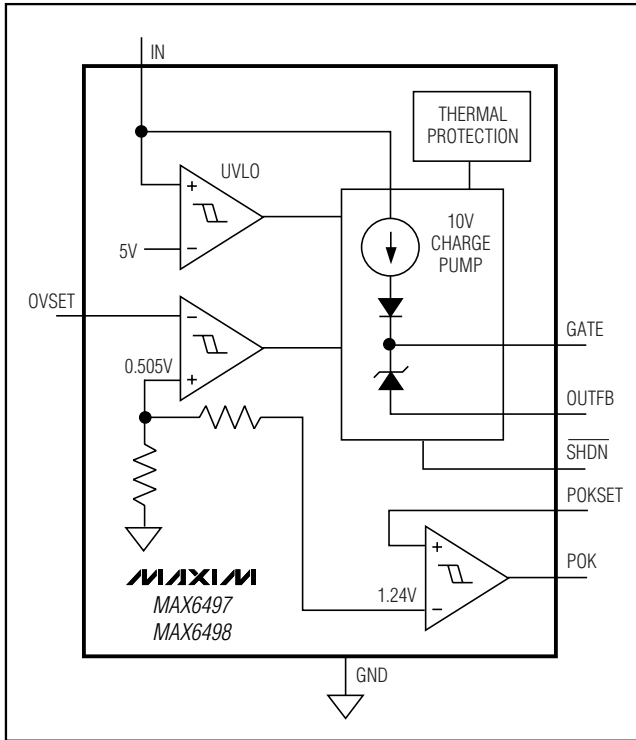 IN
THERMAL
PROTECTION
UVLO
+
−
5V
10V
CHARGE
PUMP
OVSET
−
+
0.505V
GATE
OUTFB
SHDN
POKSET
+
−
1.24V
POK
MAXIM
MAX6497
MAX6498
GND